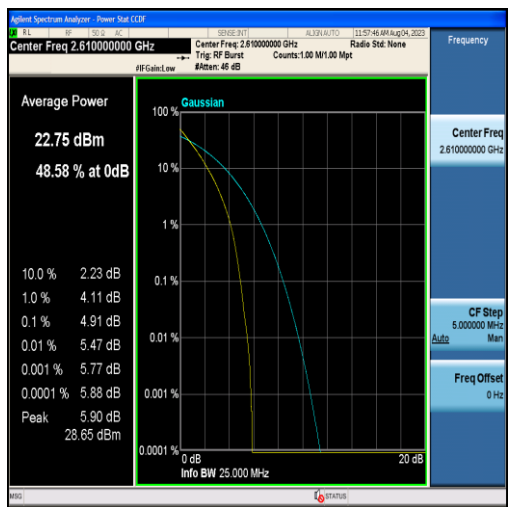 Agilent Spectrum Analyzer - Power Stat CCDF
RL RF 50 Ω AC SENSE:INT ALIGN AUTO 11:57:46 AM Aug 04, 2023
Center Freq 2.610000000 GHz
Center Freq: 2.610000000 GHz Radio Std: None
Trig: RF Burst Counts:1.00 M/1.00 Mpt
#IFGain:Low #Atten: 46 dB
Frequency
Average Power
22.75 dBm
48.58 % at 0dB
10.0 % 2.23 dB
1.0 % 4.11 dB
0.1 % 4.91 dB
0.01 % 5.47 dB
0.001 % 5.77 dB
0.0001 % 5.88 dB
Peak 5.90 dB
28.65 dBm
Gaussian
100 %
10 %
1 %
0.1 %
0.01 %
0.001 %
0.0001 %
0 dB 20 dB
Info BW 25.000 MHz
Center Freq
2.610000000 GHz
CF Step
5.000000 MHz
Auto Man
Freq Offset
0 Hz
MSG STATUS